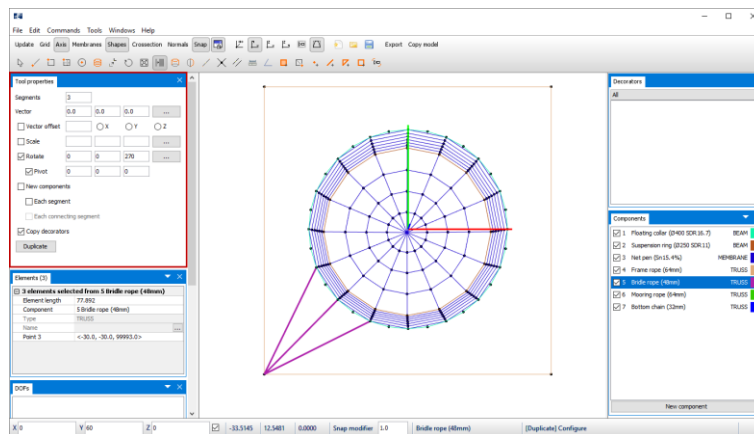 File Edit Commands Tools Windows Help
Update Grid Axis Membranes Shapes Crossection Normals Snap Export Copy model
Tool properties
Segments 3
Vector 0.0 0.0 0.0 ...
Vector offset X Y Z
Scale ...
Rotate 0 0 270 ...
Pivot 0 0 0
New components
Each segment
Each connecting segment
Copy decorators
Duplicate
Elements (3)
3 elements selected from 5 Bridle rope (48mm)
Element length 77.892
Component 5 Bridle rope (48mm)
Type TRUSS
Name ...
Point 3 <-30.0, -30.0, 99993.0>
DOFs
Decorators
All
Components
1 Floating collar (Ø400 SDR16.7) BEAM
2 Suspension ring (Ø250 SDR11) BEAM
3 Net pen (Sn15.4%) MEMBRANE
4 Frame rope (64mm) TRUSS
5 Bridle rope (48mm) TRUSS
6 Mooring rope (64mm) TRUSS
7 Bottom chain (32mm) TRUSS
New component
X 0 Y 60 Z 0 -33.5145 12.5481 0.0000 Snap modifier 1.0 Bridle rope (48mm) [Duplicate] Configure